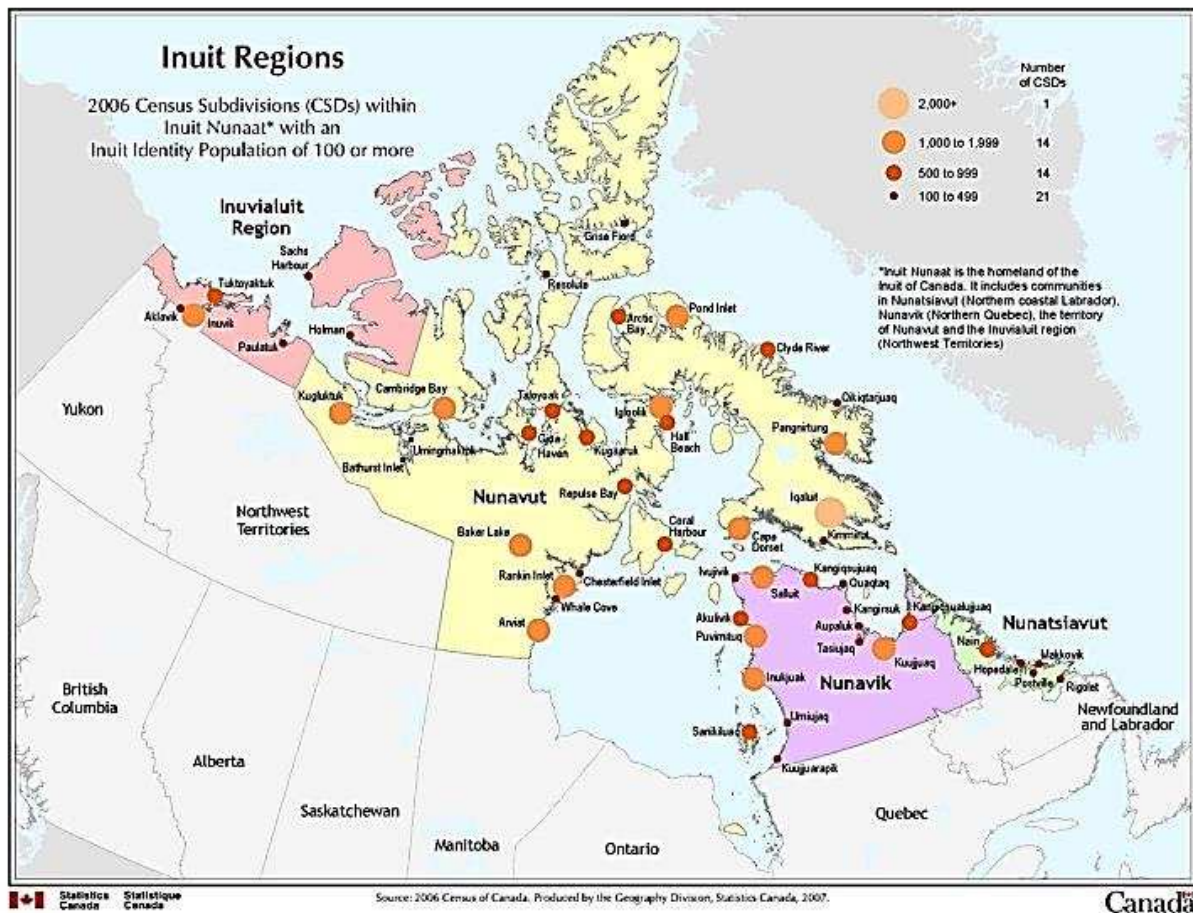 Inuit Regions
2006 Census Subdivisions (CSDs) within
Inuit Nunaat* with an
Inuit Identity Population of 100 or more
Number
of CSDs
2,000+ 1
1,000 to 1,999 14
500 to 999 14
100 to 499 21
*Inuit Nunaat is the homeland of the
Inuit of Canada. It includes communities
in Nunatsiavut (Northern coastal Labrador),
Nunavik (Northern Quebec), the territory
of Nunavut and the Inuvialuit region
(Northwest Territories)
Inuvialuit
Region
Sachs
Harbour
Tuktoyaktuk
Aklavik
Inuvik
Paulatuk
Holman
Grise Fiord
Resolute
Arctic
Bay
Pond Inlet
Clyde River
Qikiqtarjuaq
Pangnirtung
Yukon
Kugluktuk
Cambridge Bay
Umingmaktok
Bathurst Inlet
Taloyoak
Gjoa
Haven
Kugaaruk
Igloolik
Hall
Beach
Nunavut
Repulse Bay
Iqaluit
Northwest
Territories
Baker Lake
Coral
Harbour
Cape
Dorset
Kimmirut
Rankin Inlet
Chesterfield Inlet
Whale Cove
Arviat
Ivujivik
Salluit
Kangiqsujuaq
Quaqtaq
Kangirsuk
Kangiqsualujjuaq
Akulivik
Puvirnituq
Aupaluk
Tasiujaq
Kuujjuaq
Nunatsiavut
Nain
Hopedale
Makkovik
Postville
Rigolet
Inukjuak
Nunavik
Umiujaq
Sanikiluaq
Kuujjuarapik
Newfoundland
and Labrador
British
Columbia
Alberta
Saskatchewan
Manitoba
Ontario
Quebec
Statistics Statistique
Canada Canada
Source: 2006 Census of Canada. Produced by the Geography Division, Statistics Canada, 2007.
Canada